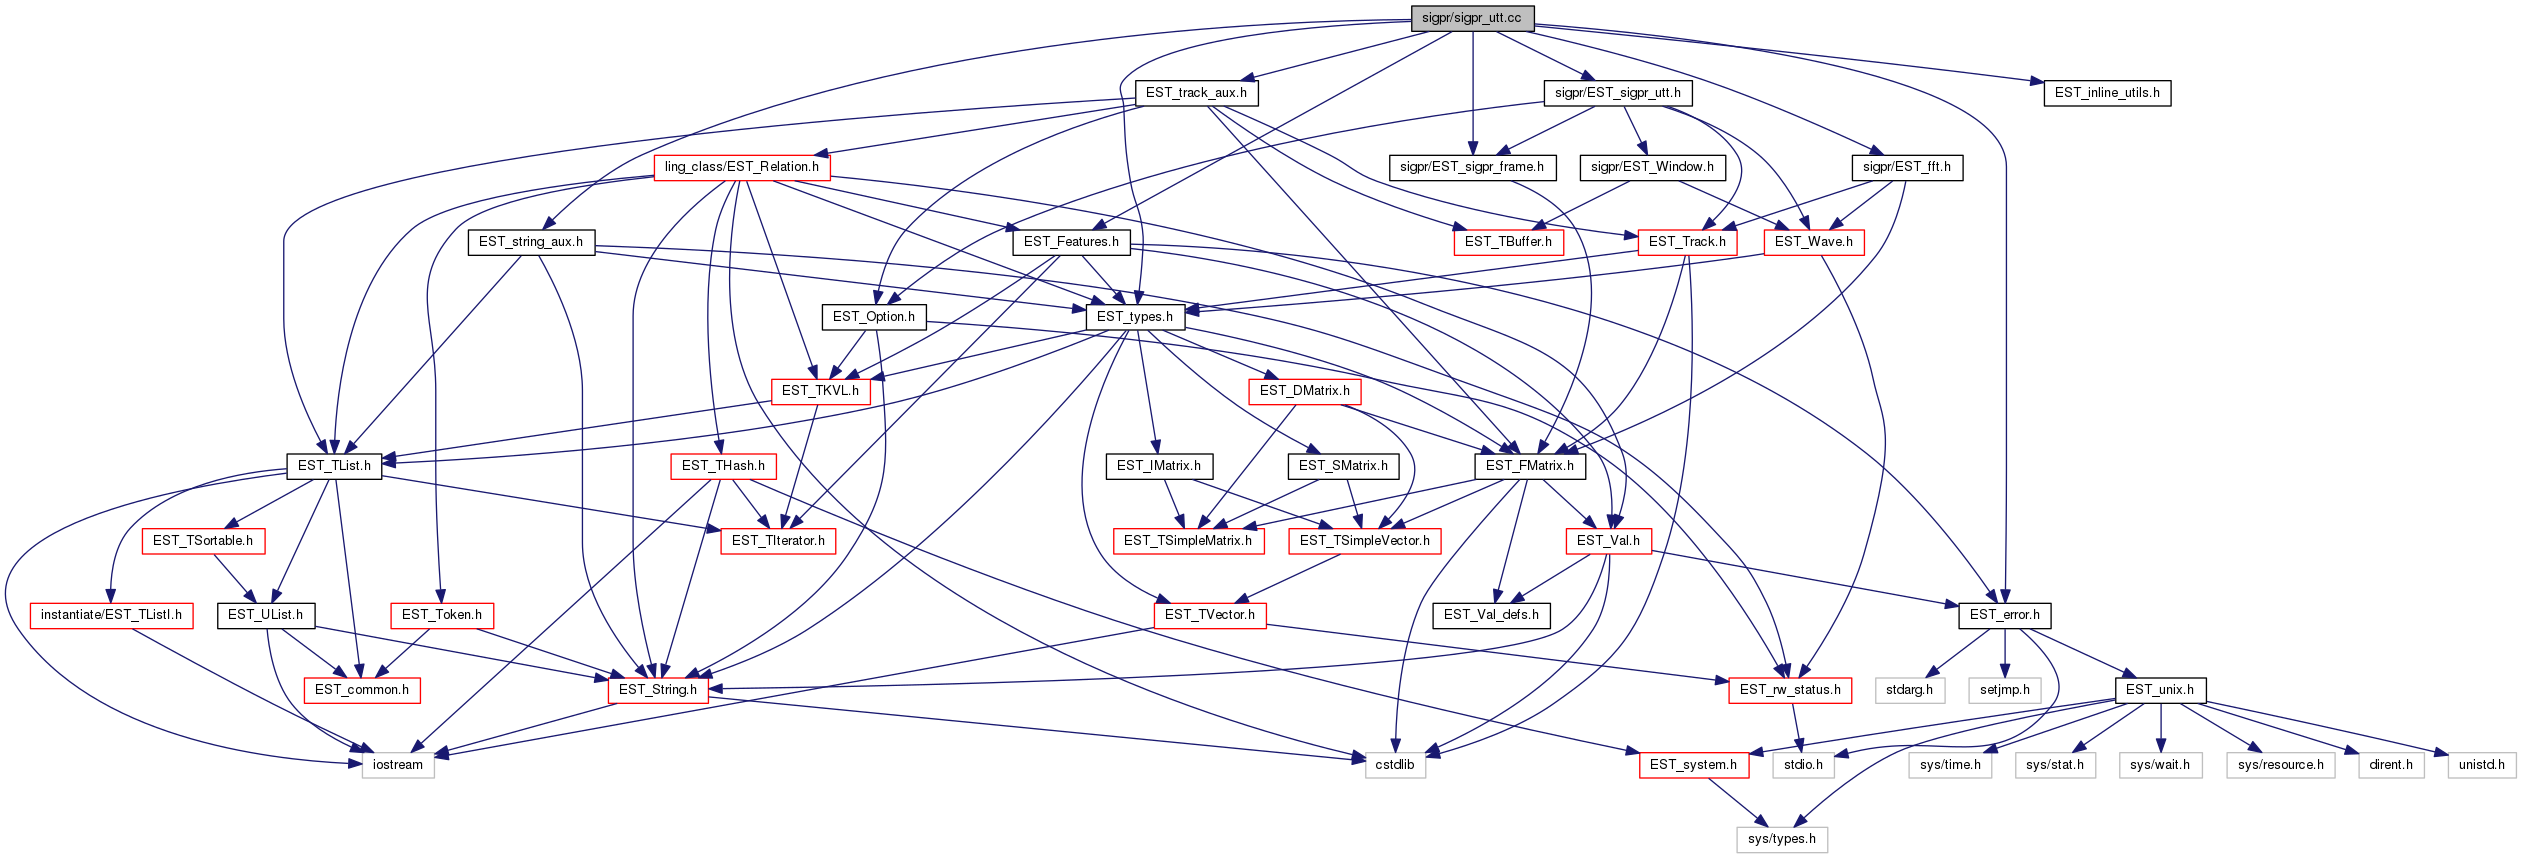 sigpr/sigpr_utt.cc
EST_track_aux.h
sigpr/EST_sigpr_utt.h
EST_inline_utils.h
ling_class/EST_Relation.h
sigpr/EST_sigpr_frame.h
sigpr/EST_Window.h
sigpr/EST_fft.h
EST_string_aux.h
EST_Features.h
EST_TBuffer.h
EST_Track.h
EST_Wave.h
EST_Option.h
EST_types.h
EST_TKVL.h
EST_DMatrix.h
EST_TList.h
EST_THash.h
EST_IMatrix.h
EST_SMatrix.h
EST_FMatrix.h
EST_TSortable.h
EST_TIterator.h
EST_TSimpleMatrix.h
EST_TSimpleVector.h
EST_Val.h
instantiate/EST_TListI.h
EST_UList.h
EST_Token.h
EST_TVector.h
EST_Val_defs.h
EST_error.h
EST_common.h
EST_String.h
EST_rw_status.h
stdarg.h
setjmp.h
EST_unix.h
iostream
cstdlib
EST_system.h
stdio.h
sys/time.h
sys/stat.h
sys/wait.h
sys/resource.h
dirent.h
unistd.h
sys/types.h